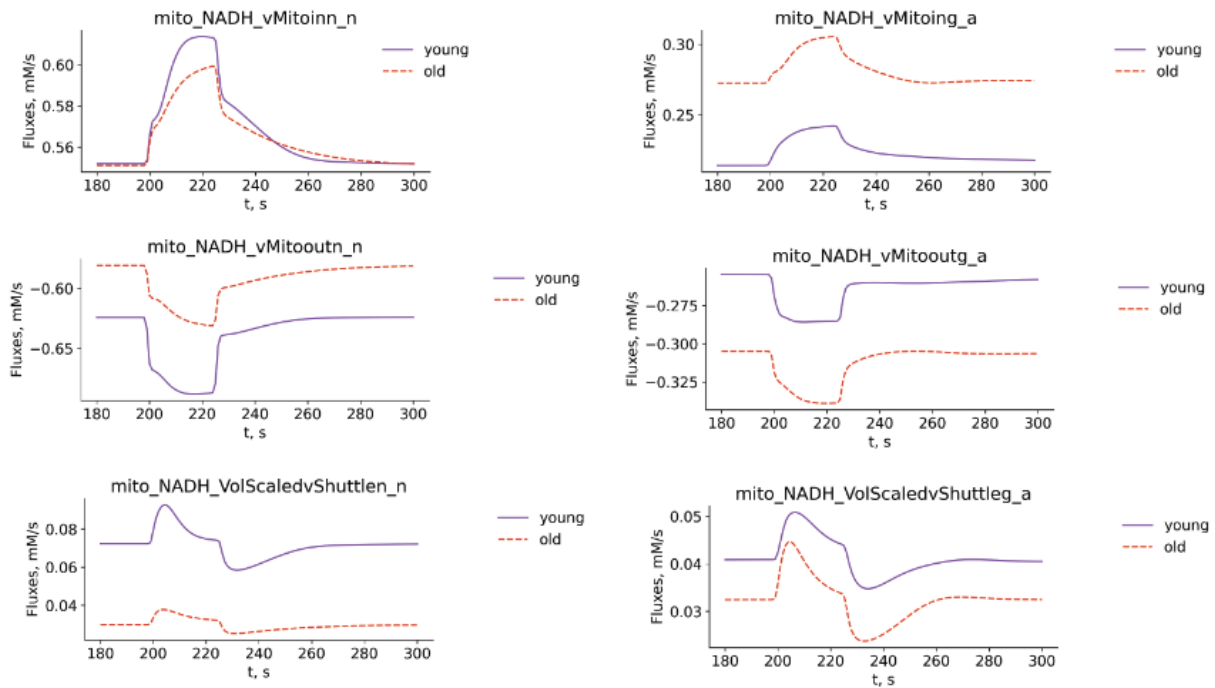 mito_NADH_vMitoinn_n
Fluxes, mM/s
0.60
0.58
0.56
180 200 220 240 260 280 300
t, s
young
old
mito_NADH_vMitoing_a
Fluxes, mM/s
0.30
0.25
180 200 220 240 260 280 300
t, s
young
old
mito_NADH_vMitooutn_n
Fluxes, mM/s
−0.60
−0.65
180 200 220 240 260 280 300
t, s
young
old
mito_NADH_vMitooutg_a
Fluxes, mM/s
−0.275
−0.300
−0.325
180 200 220 240 260 280 300
t, s
young
old
mito_NADH_VolScaledvShuttlen_n
Fluxes, mM/s
0.08
0.06
0.04
180 200 220 240 260 280 300
t, s
young
old
mito_NADH_VolScaledvShuttleg_a
Fluxes, mM/s
0.05
0.04
0.03
180 200 220 240 260 280 300
t, s
young
old